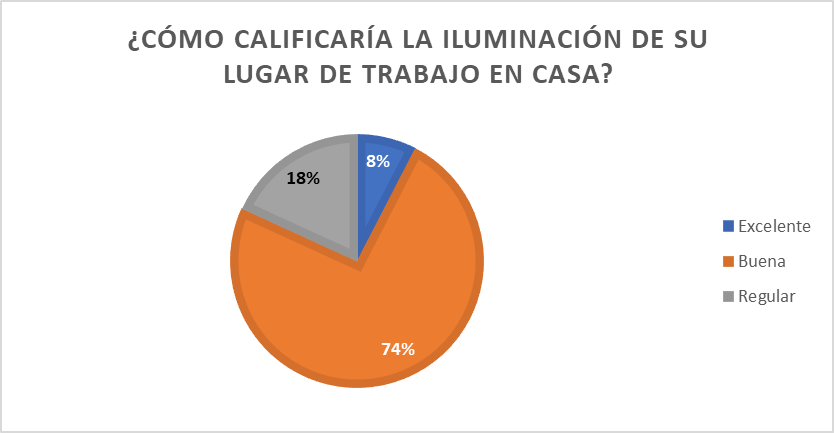 ¿CÓMO CALIFICARÍA LA ILUMINACIÓN DE SU
LUGAR DE TRABAJO EN CASA?
8%
18%
74%
Excelente
Buena
Regular